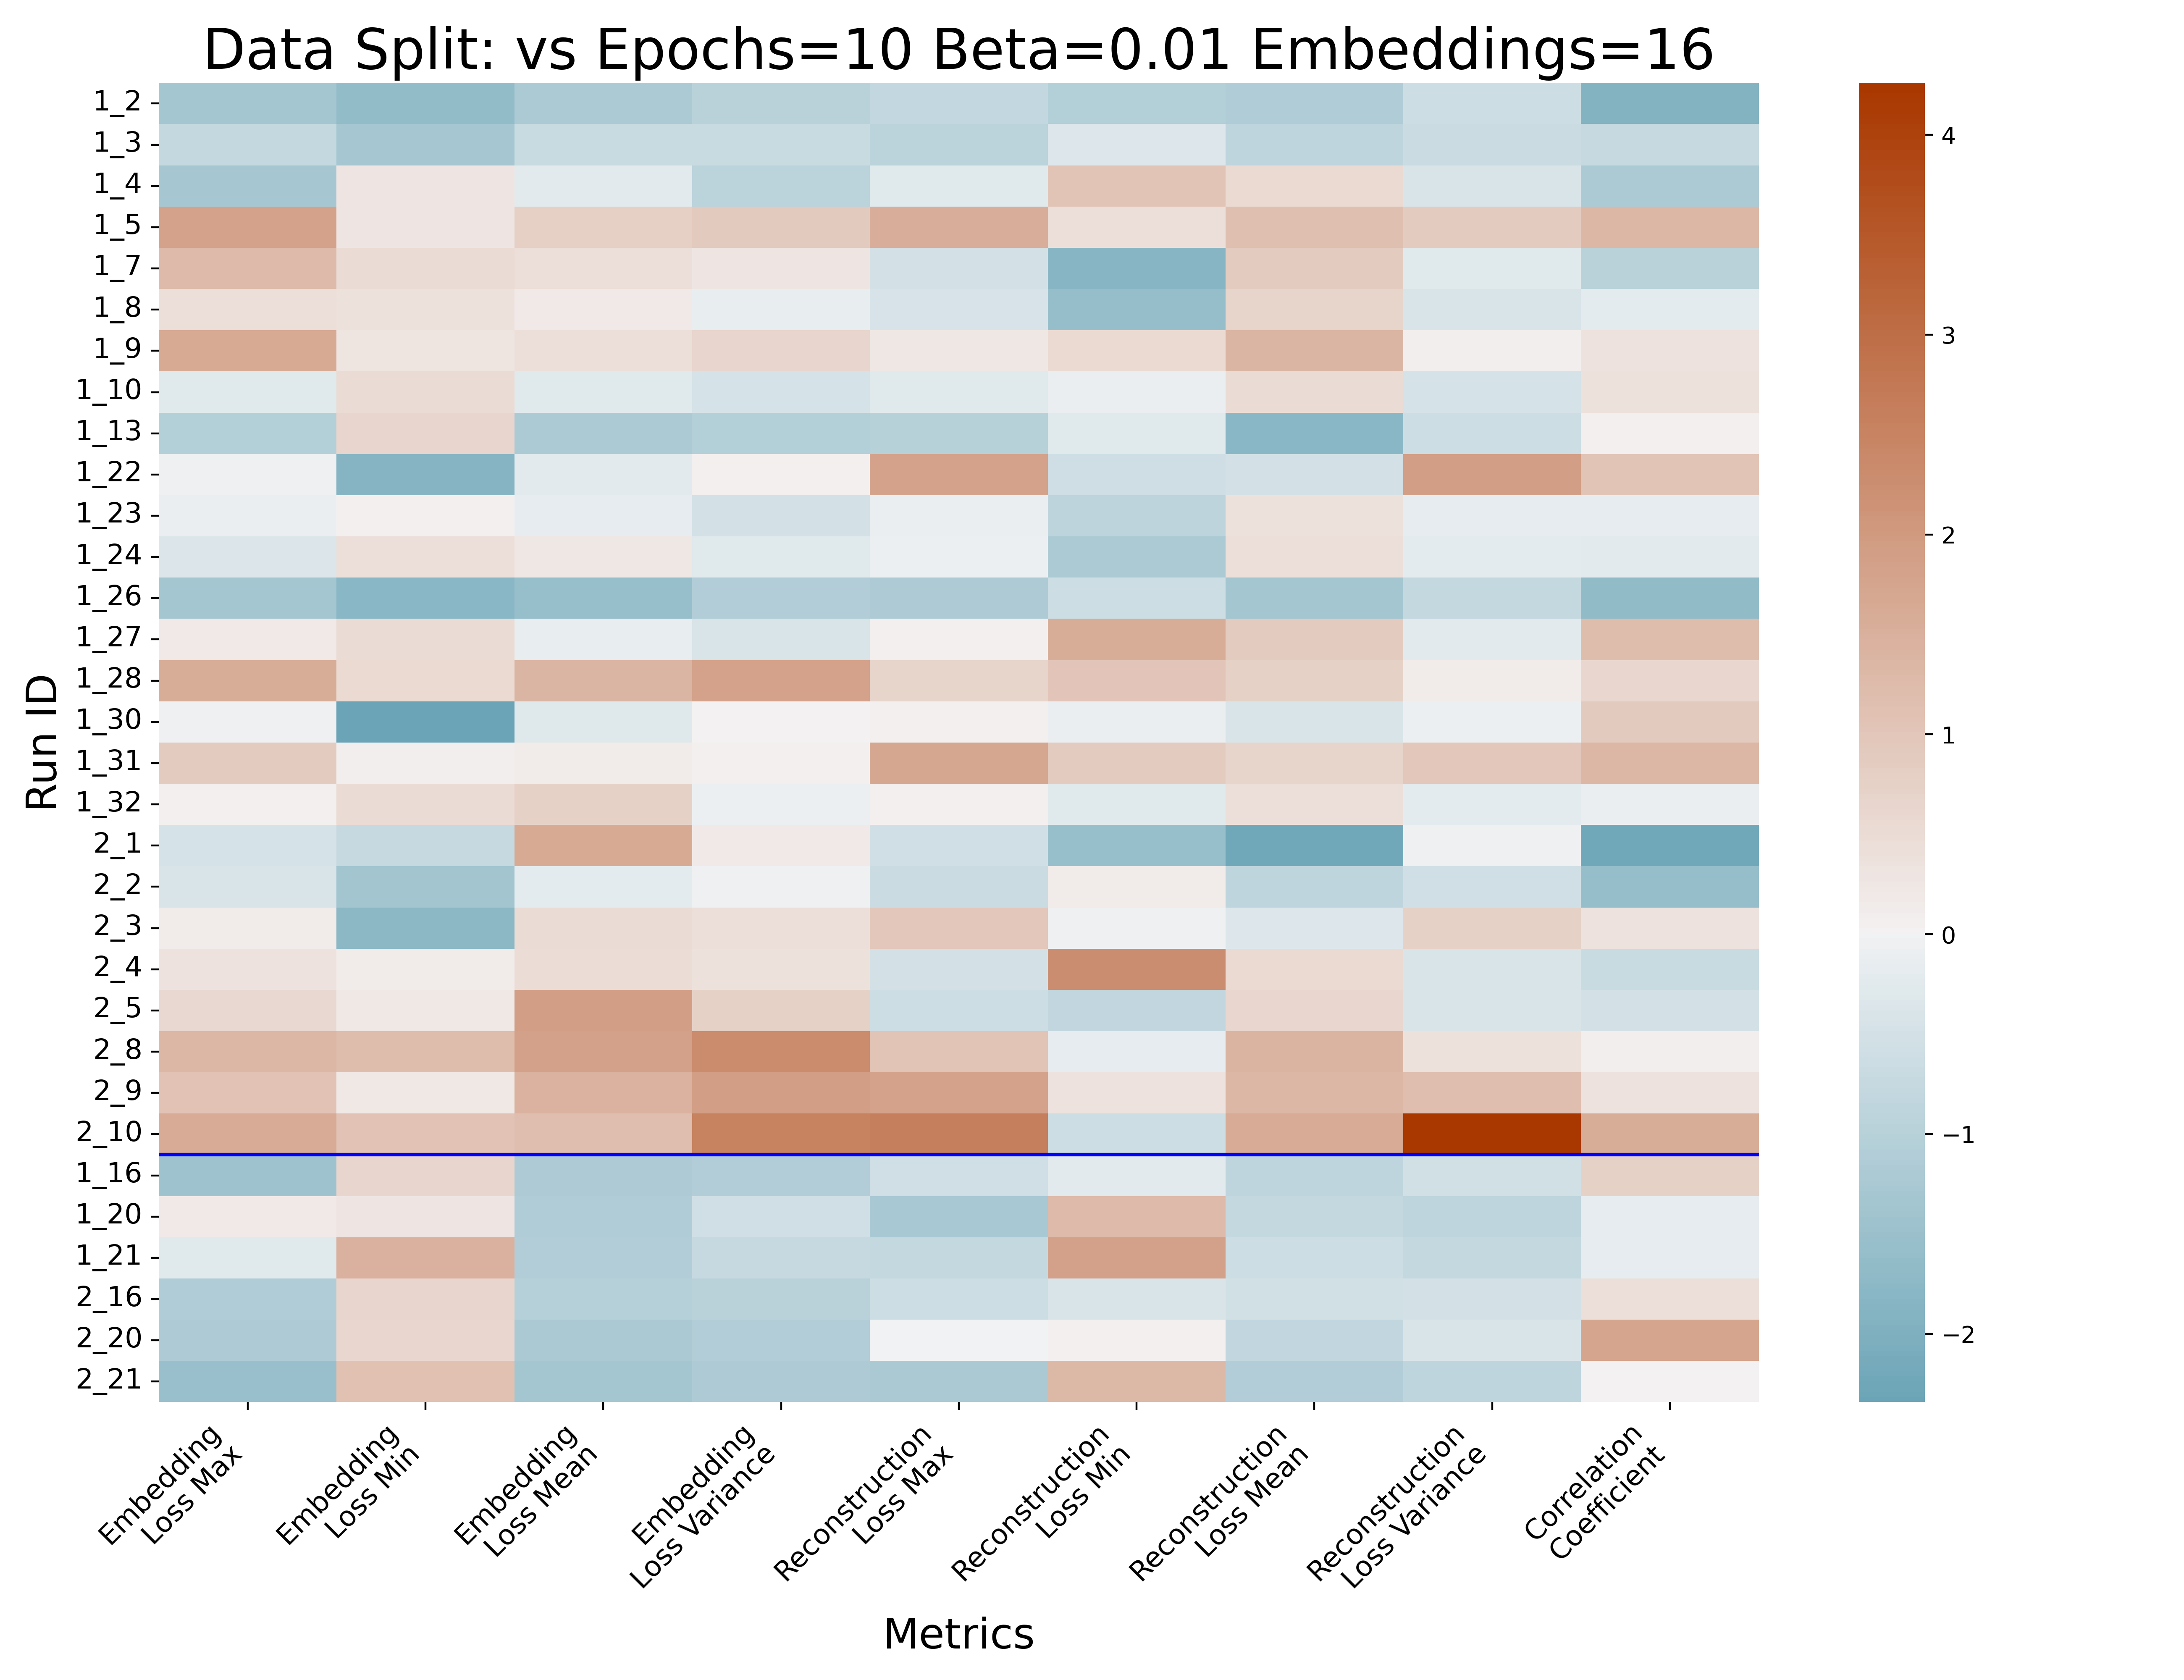 Data Split: vs Epochs=10 Beta=0.01 Embeddings=16
Run ID
1_2
1_3
1_4
1_5
1_7
1_8
1_9
1_10
1_13
1_22
1_23
1_24
1_26
1_27
1_28
1_30
1_31
1_32
2_1
2_2
2_3
2_4
2_5
2_8
2_9
2_10
1_16
1_20
1_21
2_16
2_20
2_21
Embedding
Loss Max
Embedding
Loss Min
Embedding
Loss Mean
Embedding
Loss Variance
Reconstruction
Loss Max
Reconstruction
Loss Min
Reconstruction
Loss Mean
Reconstruction
Loss Variance
Correlation
Coefficient
Metrics
4
3
2
1
0
−1
−2